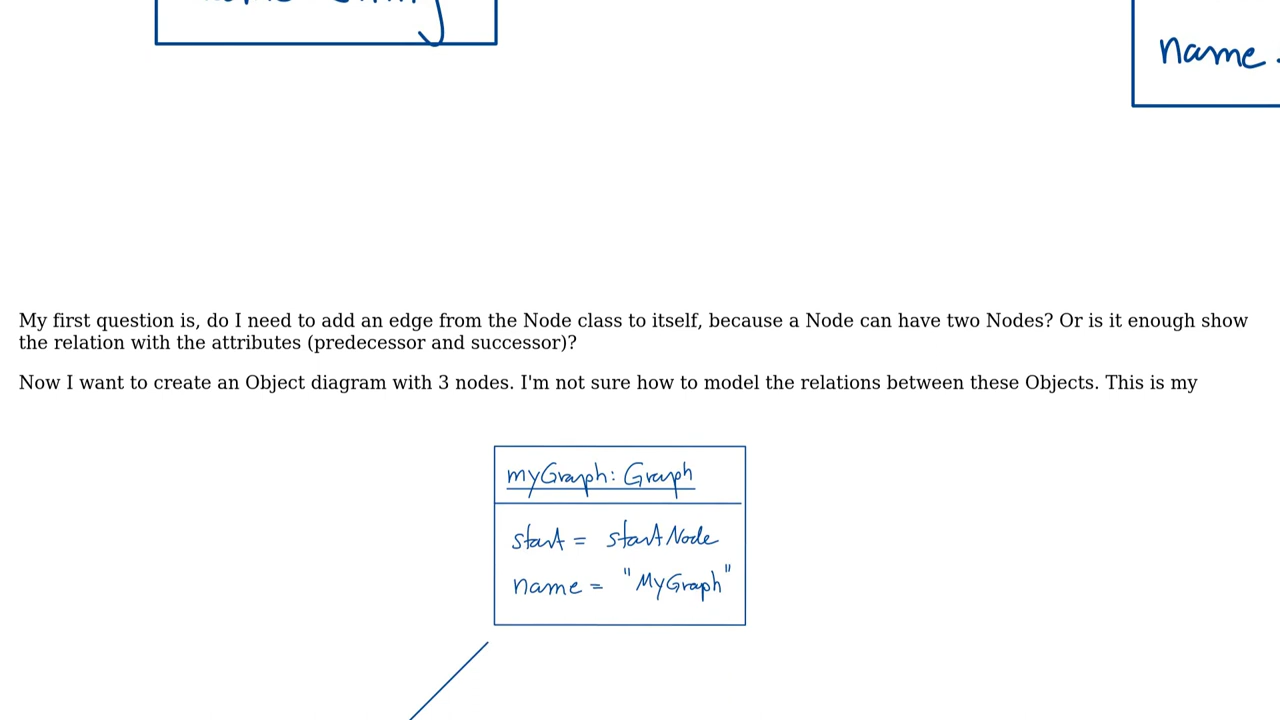 name
My first question is, do I need to add an edge from the Node class to itself, because a Node can have two Nodes? Or is it enough show
the relation with the attributes (predecessor and successor)?
Now I want to create an Object diagram with 3 nodes. I'm not sure how to model the relations between these Objects. This is my
myGraph: Graph
start = startNode
name = "MyGraph"